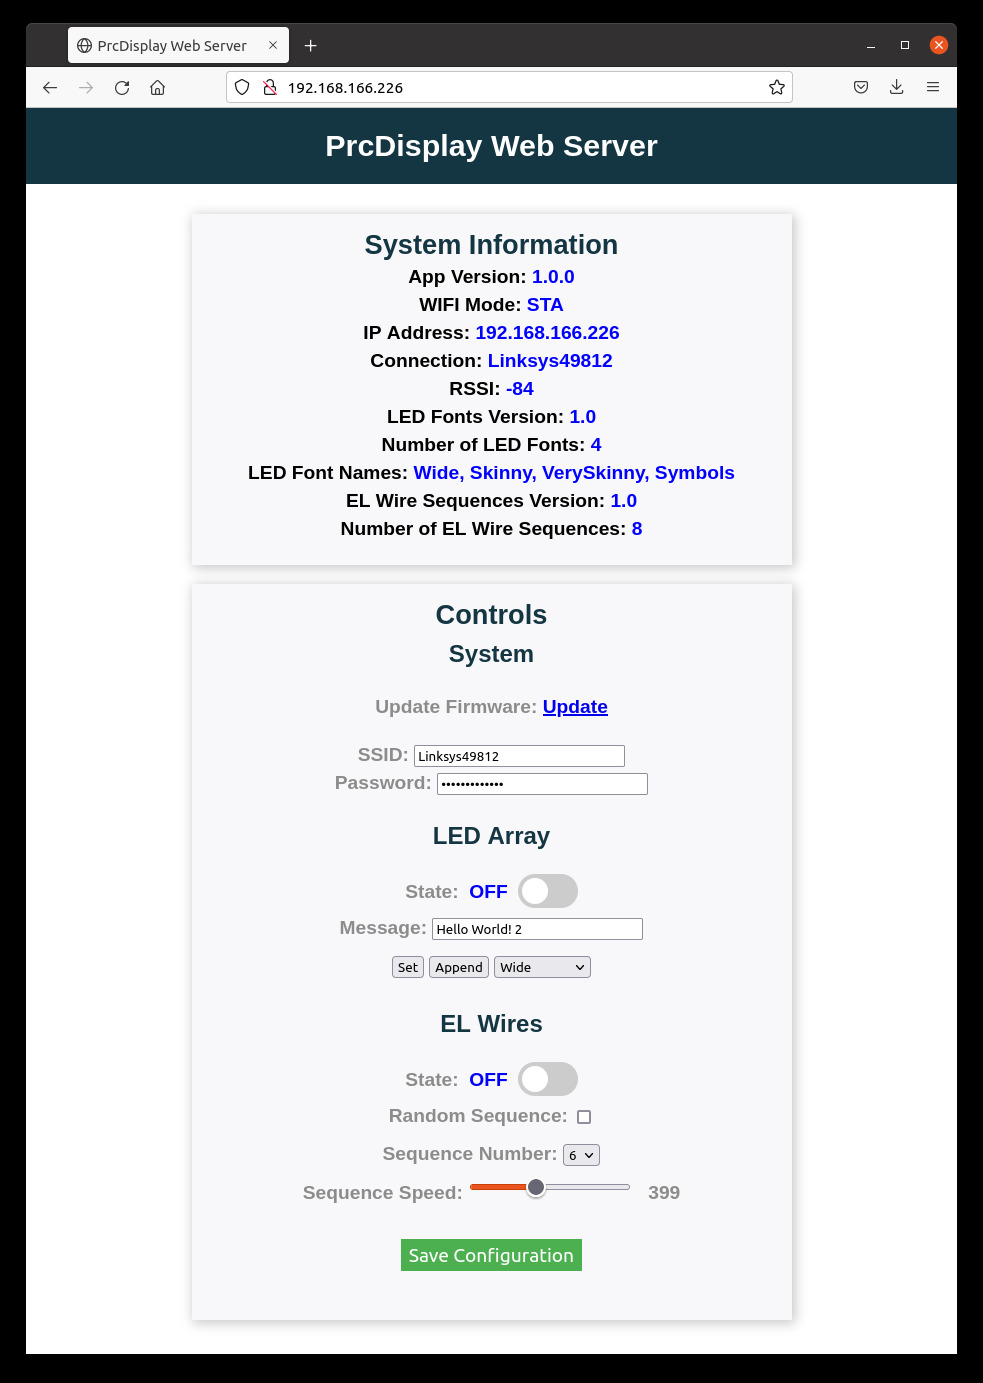 PrcDisplay Web Server
192.168.166.226
PrcDisplay Web Server
System Information
App Version: 1.0.0
WIFI Mode: STA
IP Address: 192.168.166.226
Connection: Linksys49812
RSSI: -84
LED Fonts Version: 1.0
Number of LED Fonts: 4
LED Font Names: Wide, Skinny, VerySkinny, Symbols
EL Wire Sequences Version: 1.0
Number of EL Wire Sequences: 8
Controls
System
Update Firmware: Update
SSID: Linksys49812
Password: •••••••••••••
LED Array
State: OFF
Message: Hello World! 2
Set Append Wide
EL Wires
State: OFF
Random Sequence:
Sequence Number: 6
Sequence Speed: 399
Save Configuration